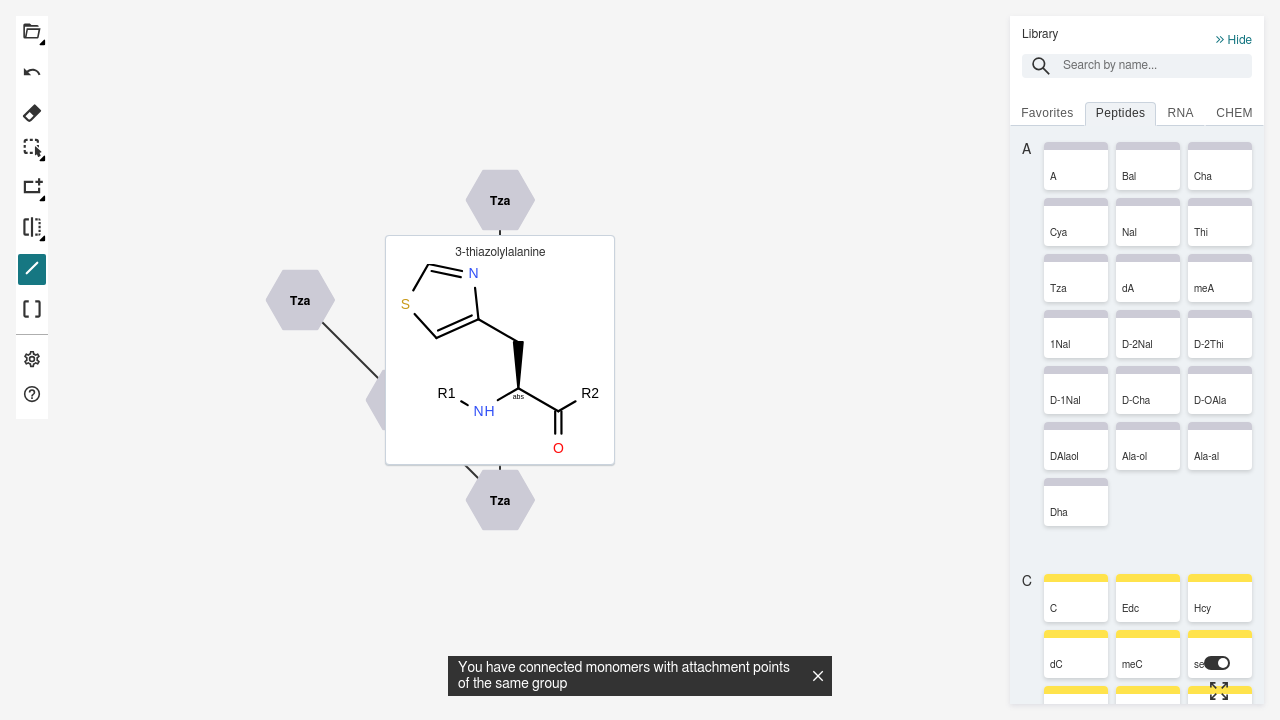 Library
Hide
Search by name...
Favorites Peptides RNA CHEM
A
A Bal Cha
Cya Nal Thi
Tza dA meA
1Nal D-2Nal D-2Thi
D-1Nal D-Cha D-OAla
DAlaol Ala-ol Ala-al
Dha
C
C Edc Hcy
dC meC
Tza
Tza
Tza
3-thiazolylalanine
N
S
R1 NH abs R2
O
You have connected monomers with attachment points
of the same group